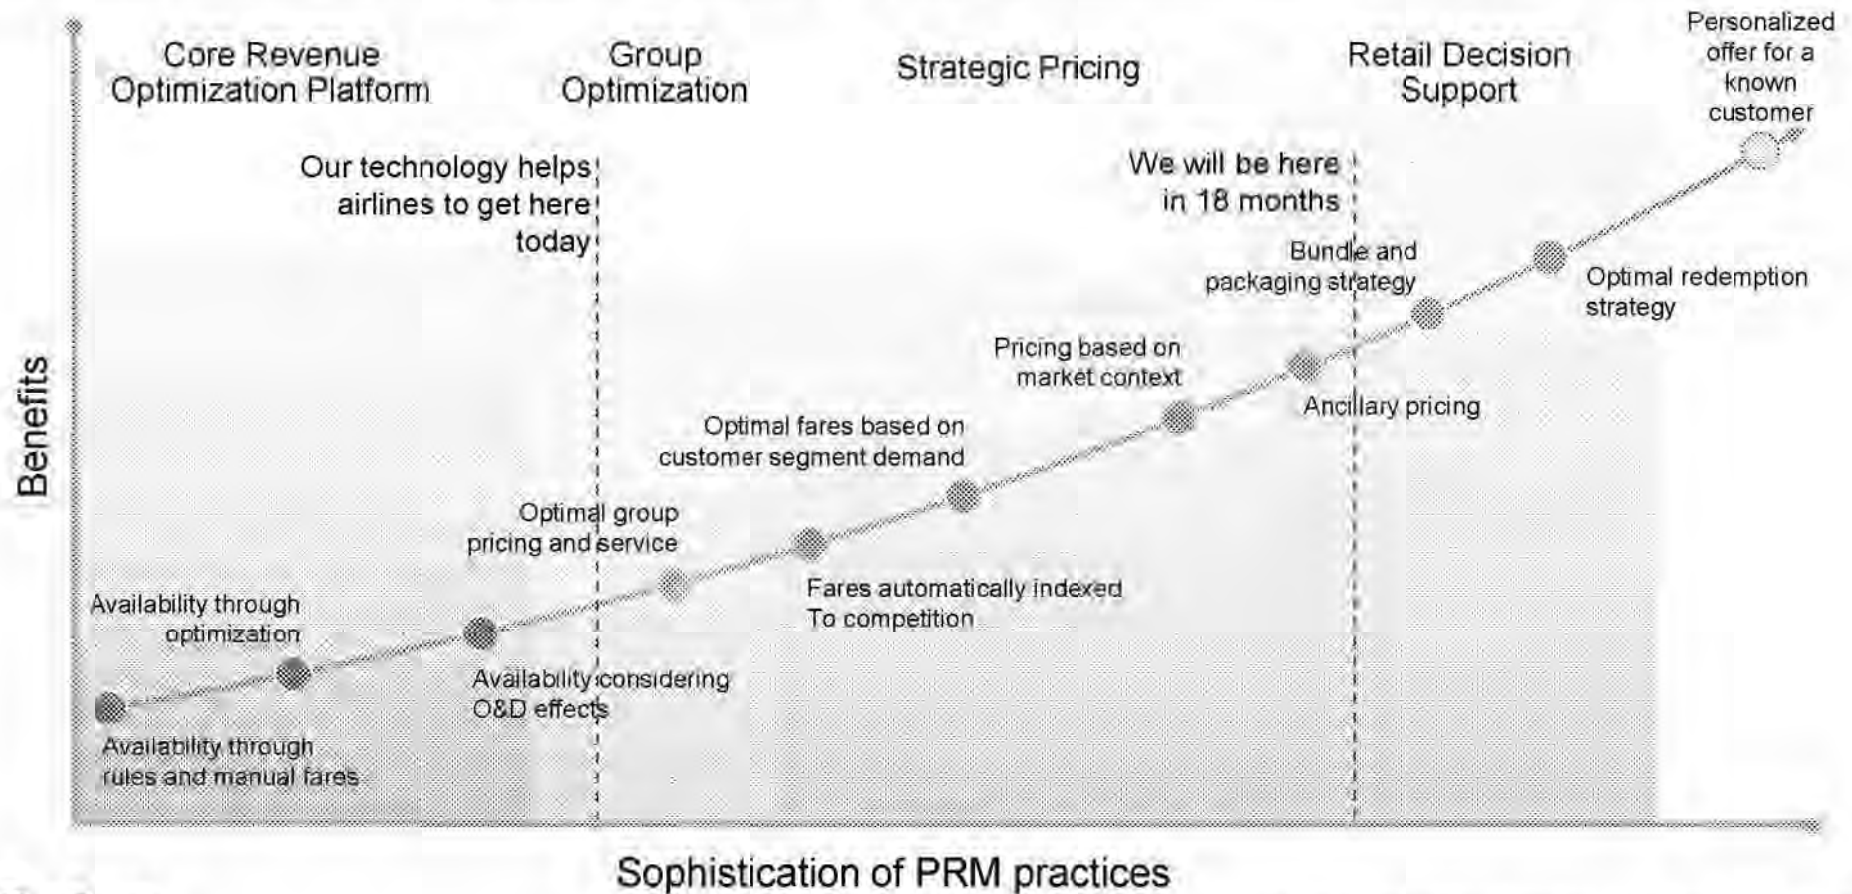 Core Revenue
Optimization Platform
Group
Optimization
Strategic Pricing
Retail Decision
Support
Personalized
offer for a
known
customer
Our technology helps
airlines to get here
today
We will be here
in 18 months
Bundle and
packaging strategy
Optimal redemption
strategy
Pricing based on
market context
Ancillary pricing
Optimal fares based on
customer segment demand
Optimal group
pricing and service
Fares automatically indexed
To competition
Availability through
optimization
Availability considering
O&D effects
Availability through
rules and manual fares
Benefits
Sophistication of PRM practices